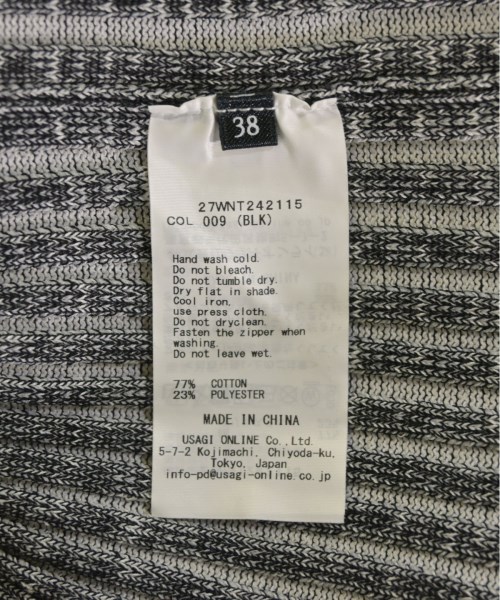 38
27WNT242115
COL 009 (BLK)
Hand wash cold.
Do not bleach.
Do not tumble dry.
Dry flat in shade.
Cool iron.
use press cloth.
Do not dryclean.
Fasten the zipper when
washing.
Do not leave wet.
77% COTTON
23% POLYESTER
MADE IN CHINA
USAGI ONLINE Co.,Ltd.
5-7-2 Kojimachi, Chiyoda-ku,
Tokyo, Japan
info-pd@usagi-online.co.jp